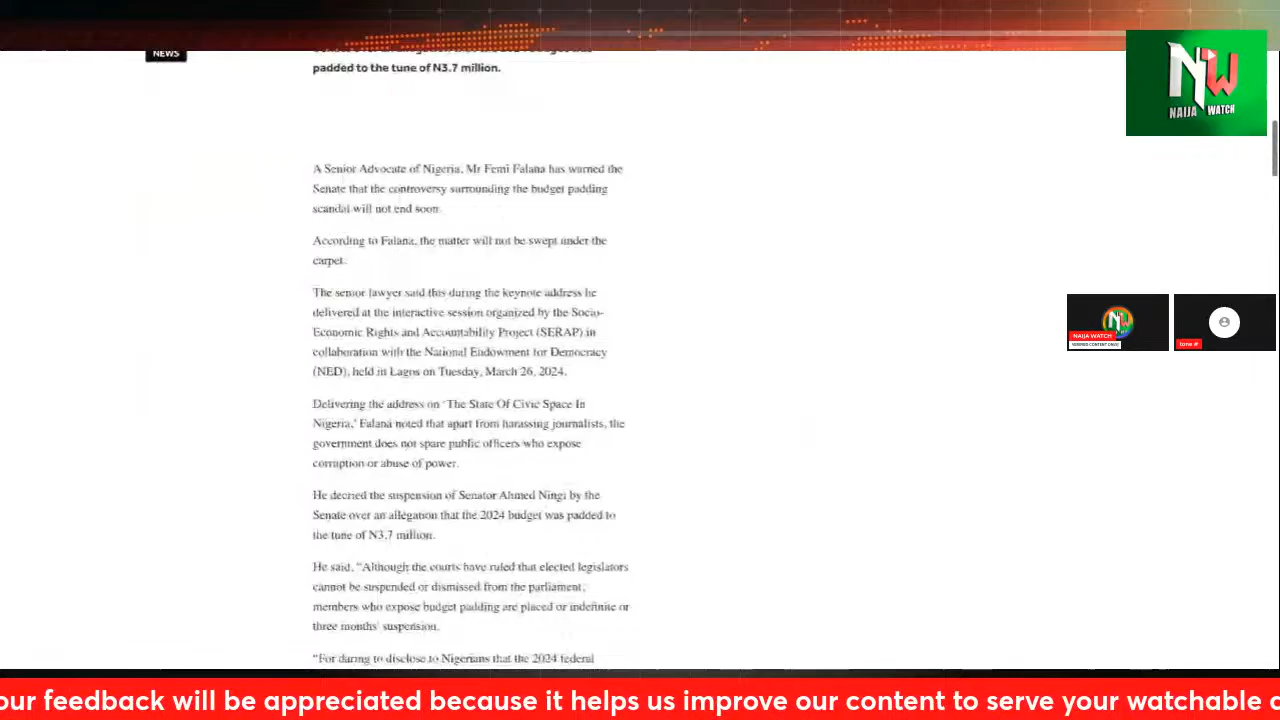 NEWS
padded to the tune of N3.7 million.
A Senior Advocate of Nigeria, Mr Femi Falana has warned the
Senate that the controversy surrounding the budget padding
scandal will not end soon.
According to Falana, the matter will not be swept under the
carpet.
The senior lawyer said this during the keynote address he
delivered at the interactive session organized by the Socio-
Economic Rights and Accountability Project (SERAP) in
collaboration with the National Endowment for Democracy
(NED), held in Lagos on Tuesday, March 26, 2024.
Delivering the address on ‘The State Of Civic Space In
Nigeria,’ Falana noted that apart from harassing journalists, the
government does not spare public officers who expose
corruption or abuse of power.
He decried the suspension of Senator Ahmed Ningi by the
Senate over an allegation that the 2024 budget was padded to
the tune of N3.7 million.
He said, “Although the courts have ruled that elected legislators
cannot be suspended or dismissed from the parliament,
members who expose budget padding are placed or indefinite or
three months’ suspension.
“For daring to disclose to Nigerians that the 2024 federal
NW
NAIJA WATCH
NAIJA WATCH
VERIFIED CONTENT ONLY
tone #
our feedback will be appreciated because it helps us improve our content to serve your watchable